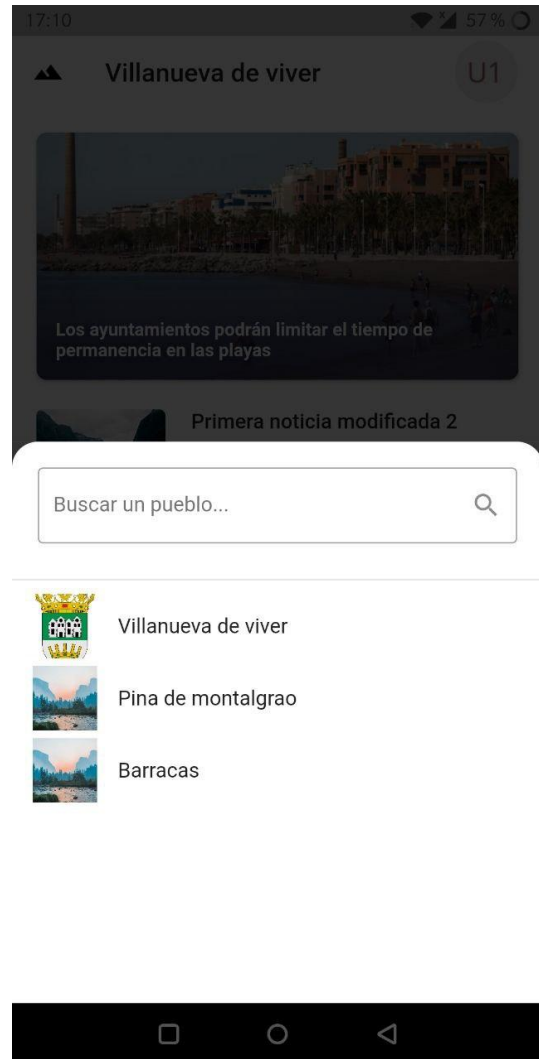 17:10
57 %
Villanueva de viver
U1
Los ayuntamientos podrán limitar el tiempo de
permanencia en las playas
Primera noticia modificada 2
Buscar un pueblo...
Villanueva de viver
Pina de montalgrao
Barracas